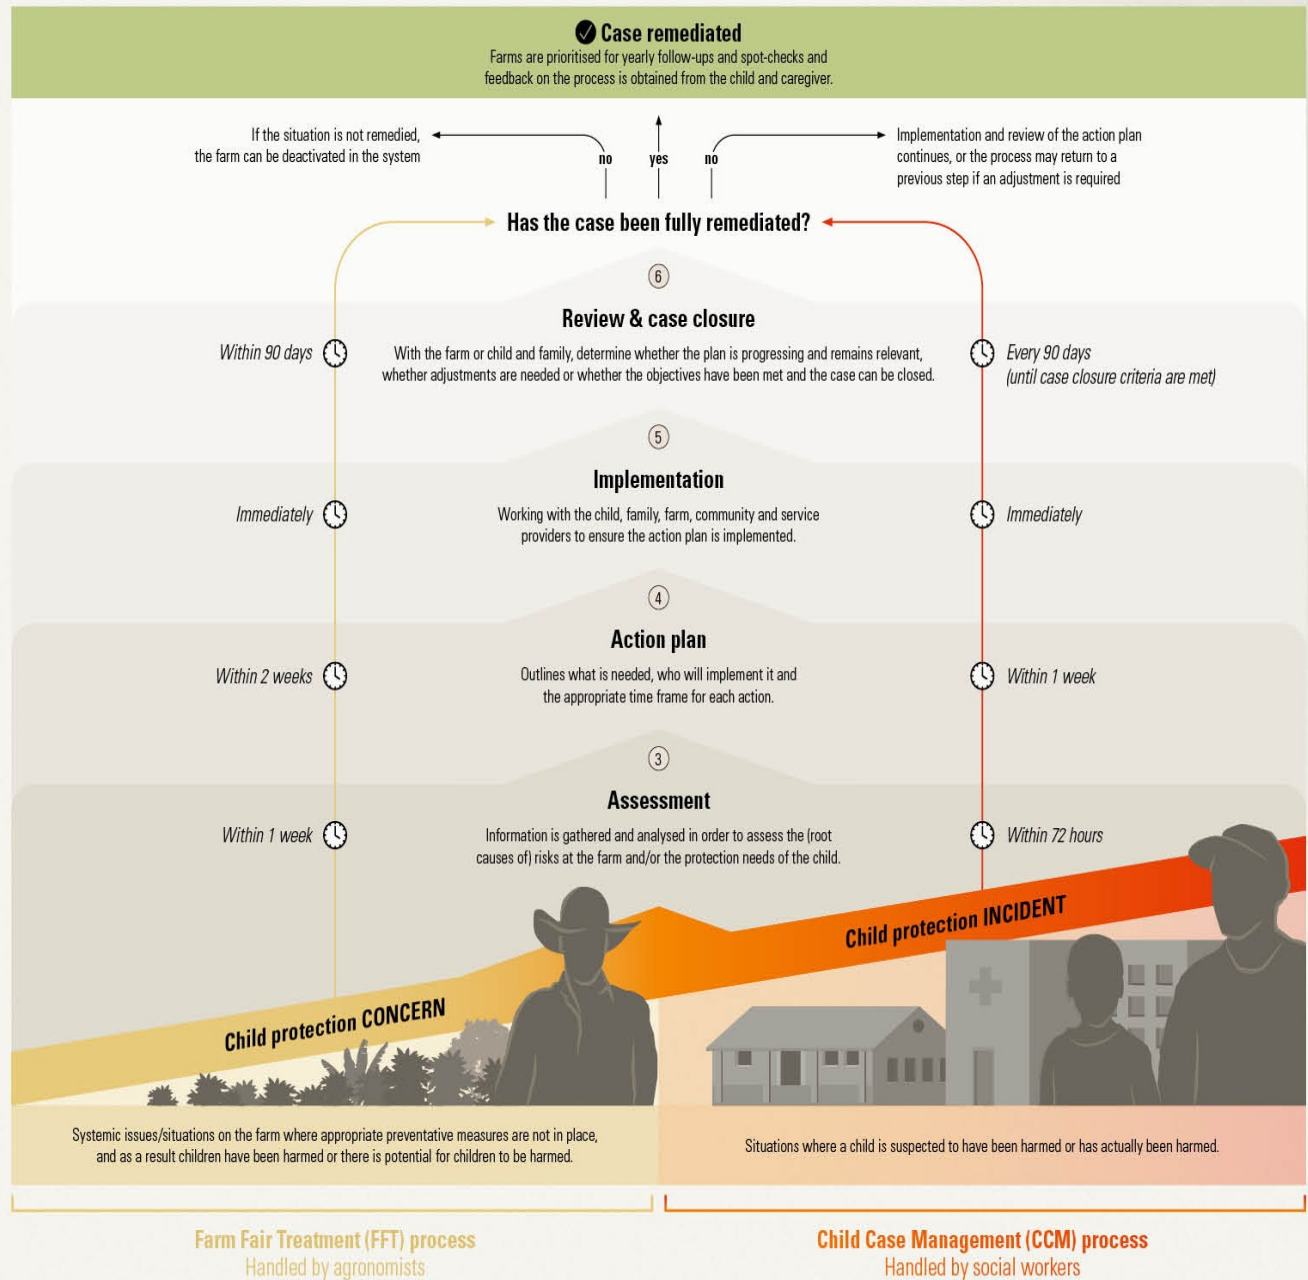 Case remediated
Farms are prioritised for yearly follow-ups and spot-checks and
feedback on the process is obtained from the child and caregiver.
If the situation is not remedied,
the farm can be deactivated in the system
no
yes
no
Implementation and review of the action plan
continues, or the process may return to a
previous step if an adjustment is required
Has the case been fully remediated?
6
Review & case closure
Within 90 days
With the farm or child and family, determine whether the plan is progressing and remains relevant,
whether adjustments are needed or whether the objectives have been met and the case can be closed.
Every 90 days
(until case closure criteria are met)
5
Implementation
Immediately
Working with the child, family, farm, community and service
providers to ensure the action plan is implemented.
Immediately
4
Action plan
Within 2 weeks
Outlines what is needed, who will implement it and
the appropriate time frame for each action.
Within 1 week
3
Assessment
Within 1 week
Information is gathered and analysed in order to assess the (root
causes of) risks at the farm and/or the protection needs of the child.
Within 72 hours
Child protection CONCERN
Child protection INCIDENT
Systemic issues/situations on the farm where appropriate preventative measures are not in place,
and as a result children have been harmed or there is potential for children to be harmed.
Situations where a child is suspected to have been harmed or has actually been harmed.
Farm Fair Treatment (FFT) process
Handled by agronomists
Child Case Management (CCM) process
Handled by social workers